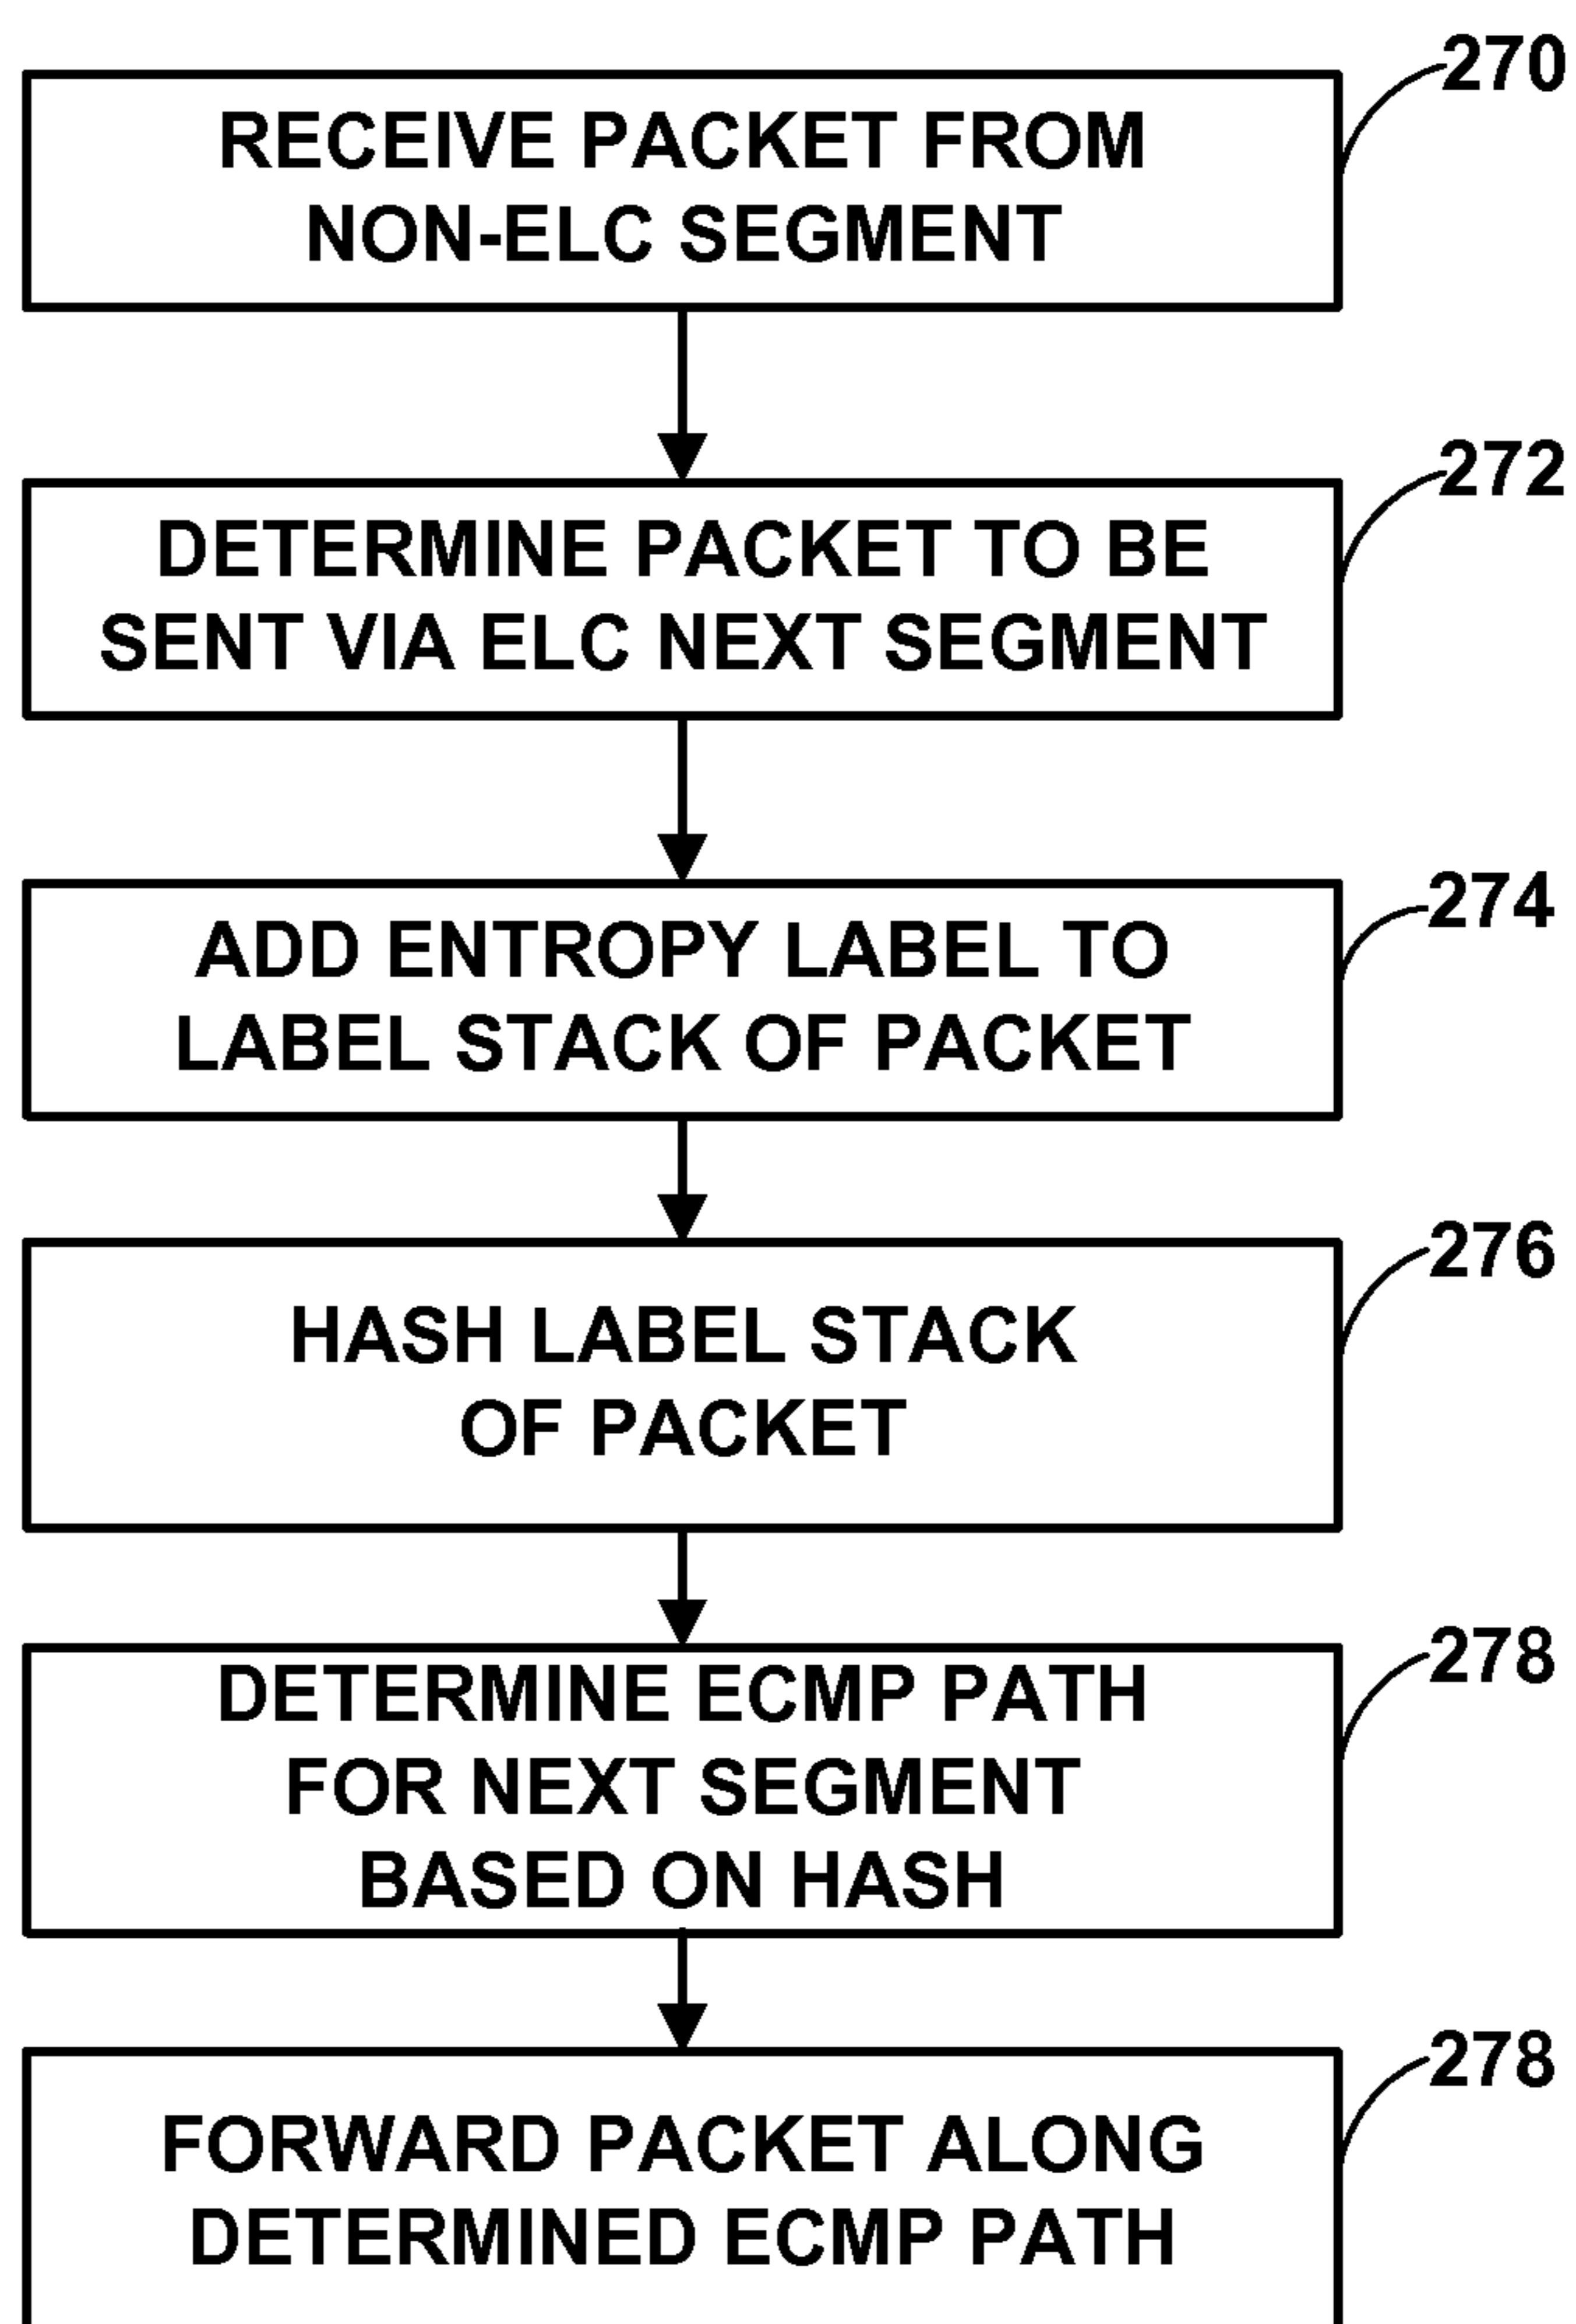 270
RECEIVE PACKET FROM
NON-ELC SEGMENT
272
DETERMINE PACKET TO BE
SENT VIA ELC NEXT SEGMENT
274
ADD ENTROPY LABEL TO
LABEL STACK OF PACKET
276
HASH LABEL STACK
OF PACKET
278
DETERMINE ECMP PATH
FOR NEXT SEGMENT
BASED ON HASH
278
FORWARD PACKET ALONG
DETERMINED ECMP PATH